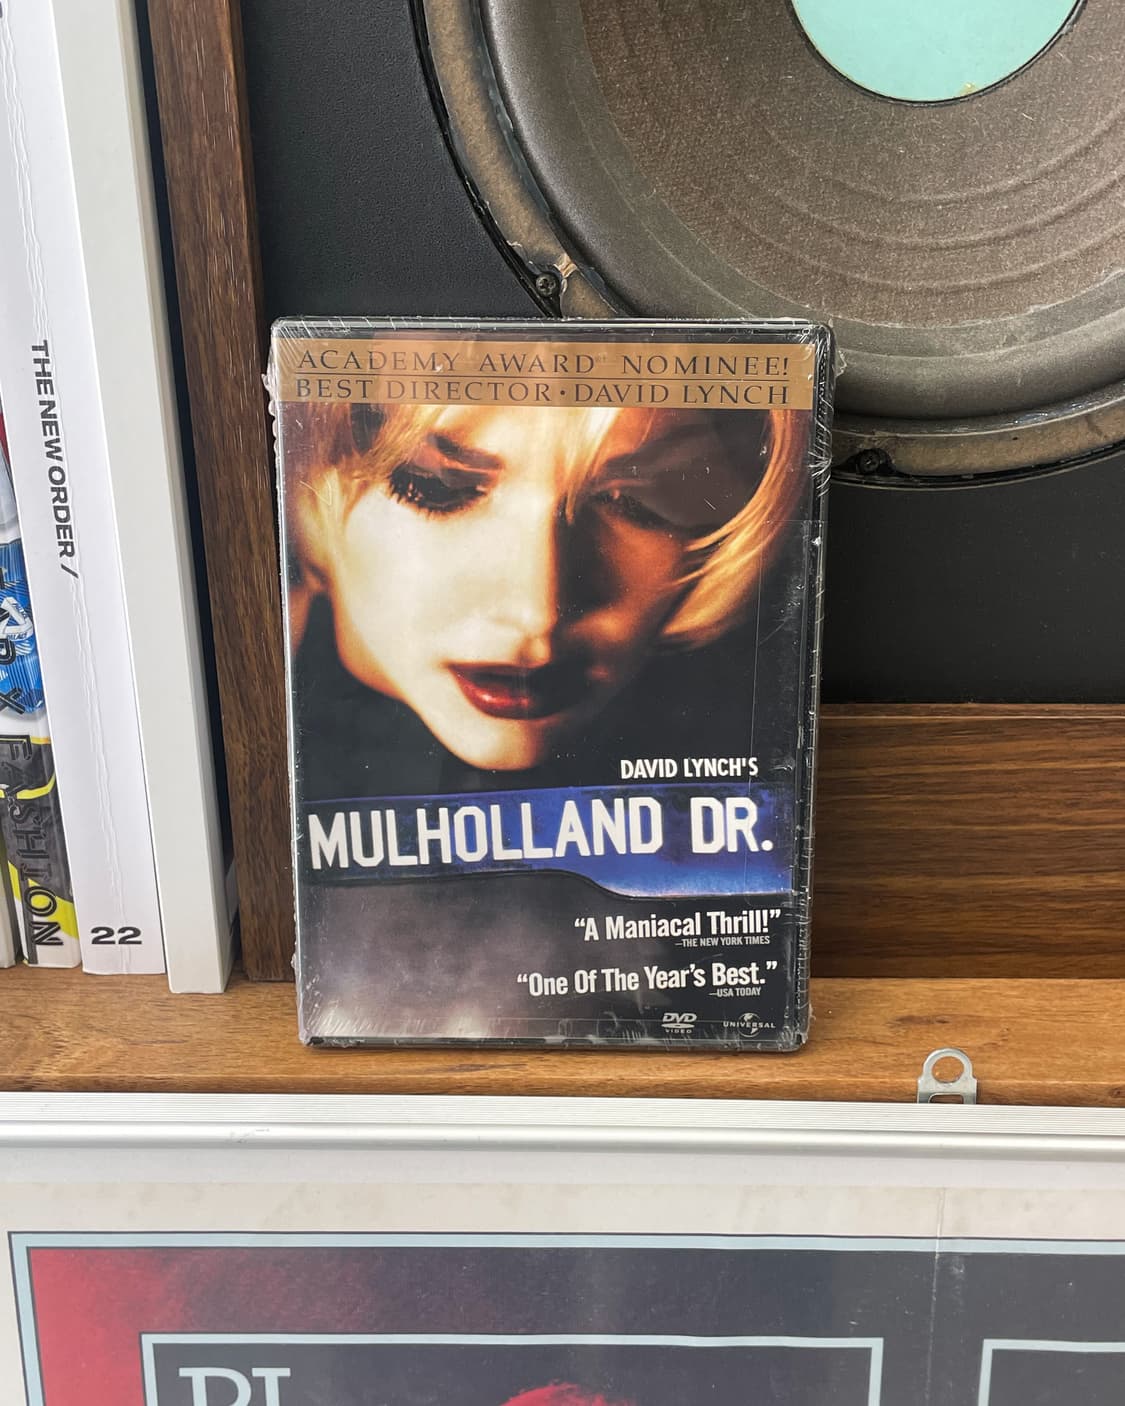 THE NEW ORDER /
22
FASHION
ACADEMY AWARD® NOMINEE!
BEST DIRECTOR • DAVID LYNCH
DAVID LYNCH'S
MULHOLLAND DR.
“A Maniacal Thrill!”
—THE NEW YORK TIMES
“One Of The Year's Best.”
—USA TODAY
DVD
VIDEO
UNIVERSAL